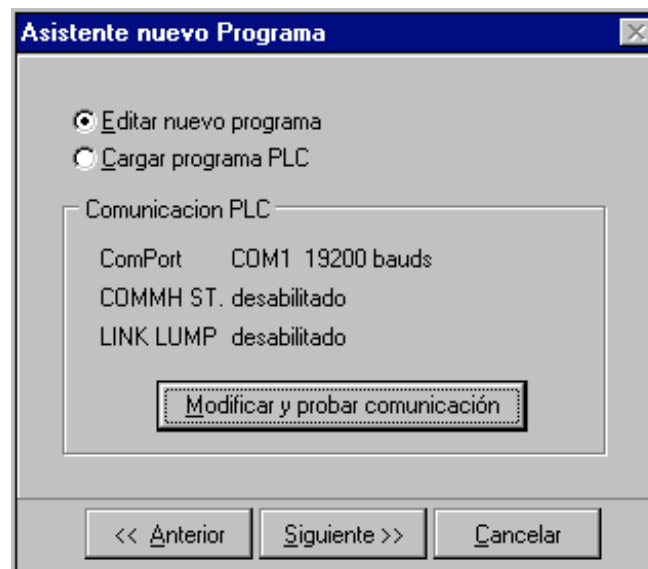 Asistente nuevo Programa
Editar nuevo programa
Cargar programa PLC
Comunicacion PLC
ComPort COM1 19200 bauds
COMMH ST. desabilitado
LINK LUMP desabilitado
Modificar y probar comunicación
<< Anterior Siguiente >> Cancelar